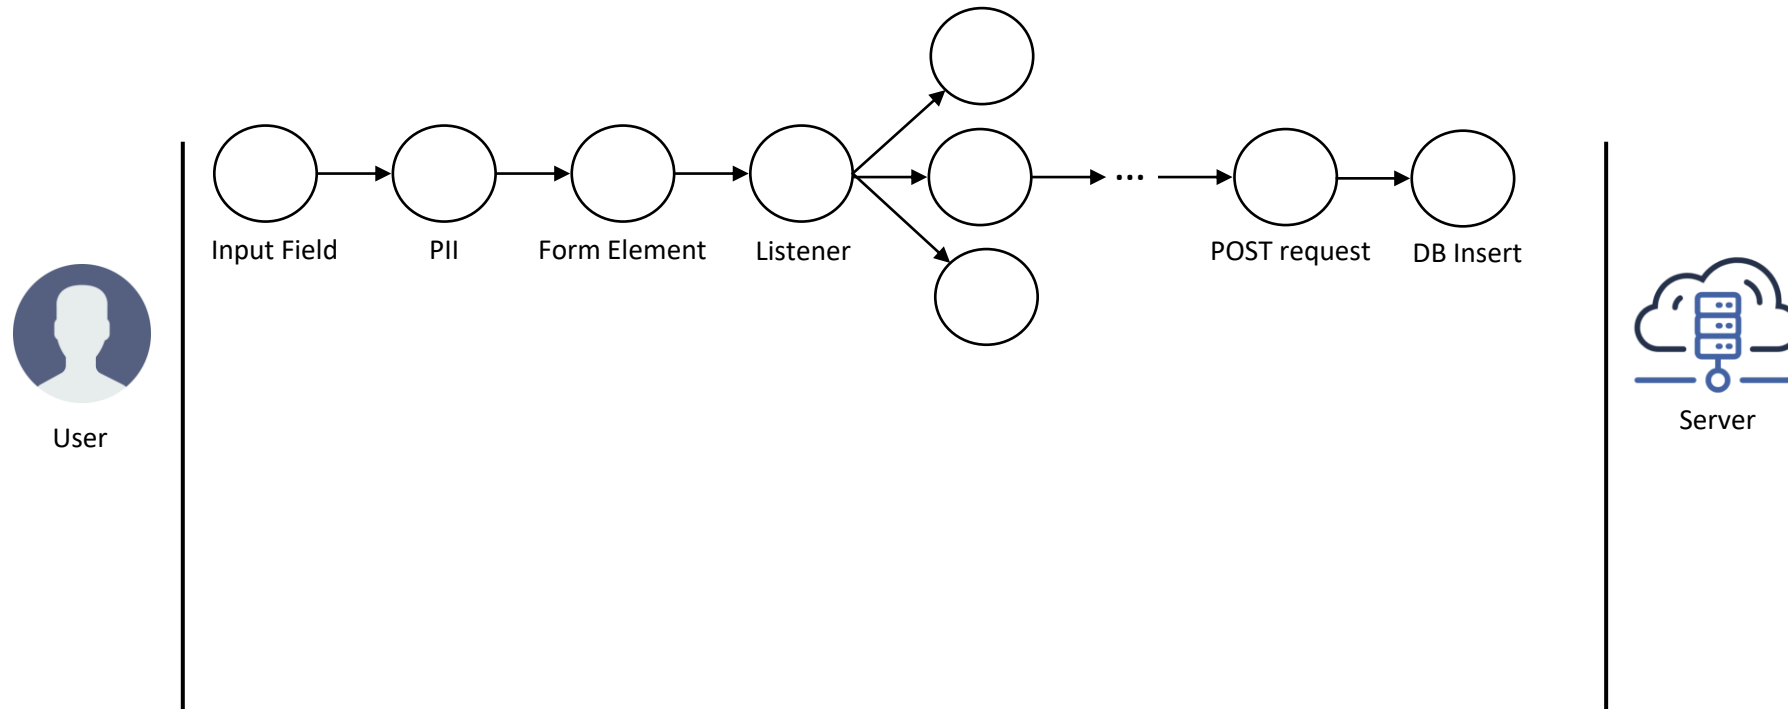 Input Field
PII
Form Element
Listener
...
POST request
DB Insert
User
Server